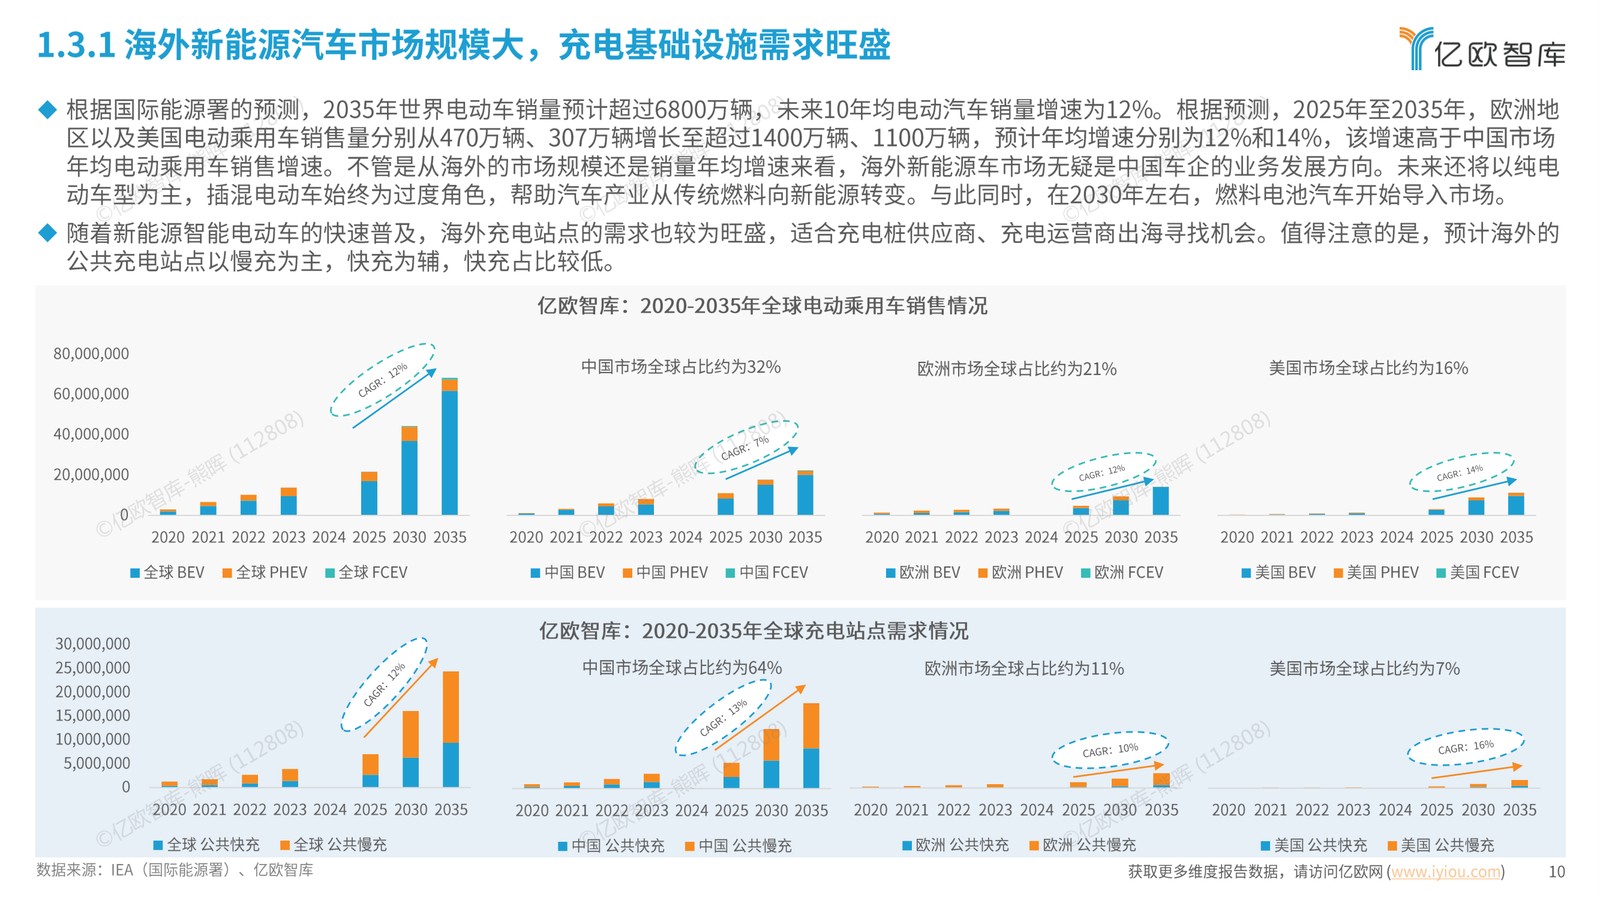 1.3.1 海外新能源汽车市场规模大，充电基础设施需求旺盛
亿欧智库
根据国际能源署的预测，2035年世界电动车销量预计超过6800万辆，未来10年均电动汽车销量增速为12%。根据预测，2025年至2035年，欧洲地
区以及美国电动乘用车销售量分别从470万辆、307万辆增长至超过1400万辆、1100万辆，预计年均增速分别为12%和14%，该增速高于中国市场
年均电动乘用车销售增速。不管是从海外的市场规模还是销量年均增速来看，海外新能源车市场无疑是中国车企的业务发展方向。未来还将以纯电
动车型为主，插混电动车始终为过度角色，帮助汽车产业从传统燃料向新能源转变。与此同时，在2030年左右，燃料电池汽车开始导入市场。
随着新能源智能电动车的快速普及，海外充电站点的需求也较为旺盛，适合充电桩供应商、充电运营商出海寻找机会。值得注意的是，预计海外的
公共充电站点以慢充为主，快充为辅，快充占比较低。
亿欧智库：2020-2035年全球电动乘用车销售情况
80,000,000
60,000,000
40,000,000
20,000,000
0
CAGR：12%
2020 2021 2022 2023 2024 2025 2030 2035
全球 BEV 全球 PHEV 全球 FCEV
中国市场全球占比约为32%
CAGR：7%
2020 2021 2022 2023 2024 2025 2030 2035
中国 BEV 中国 PHEV 中国 FCEV
欧洲市场全球占比约为21%
CAGR：12%
2020 2021 2022 2023 2024 2025 2030 2035
欧洲 BEV 欧洲 PHEV 欧洲 FCEV
美国市场全球占比约为16%
CAGR：14%
2020 2021 2022 2023 2024 2025 2030 2035
美国 BEV 美国 PHEV 美国 FCEV
亿欧智库：2020-2035年全球充电站点需求情况
30,000,000
25,000,000
20,000,000
15,000,000
10,000,000
5,000,000
0
CAGR：12%
2020 2021 2022 2023 2024 2025 2030 2035
全球 公共快充 全球 公共慢充
中国市场全球占比约为64%
CAGR：13%
2020 2021 2022 2023 2024 2025 2030 2035
中国 公共快充 中国 公共慢充
欧洲市场全球占比约为11%
CAGR：10%
2020 2021 2022 2023 2024 2025 2030 2035
欧洲 公共快充 欧洲 公共慢充
美国市场全球占比约为7%
CAGR：16%
2020 2021 2022 2023 2024 2025 2030 2035
美国 公共快充 美国 公共慢充
©亿欧智库-熊晖 (112808)
©亿欧智库-熊晖 (112808)
©亿欧智库-熊晖 (112808)
©亿欧智库-熊晖 (112808)
©亿欧智库-熊晖 (112808)
©亿欧智库-熊晖 (112808)
数据来源：IEA（国际能源署）、亿欧智库
获取更多维度报告数据，请访问亿欧网 (www.iyiou.com)
10